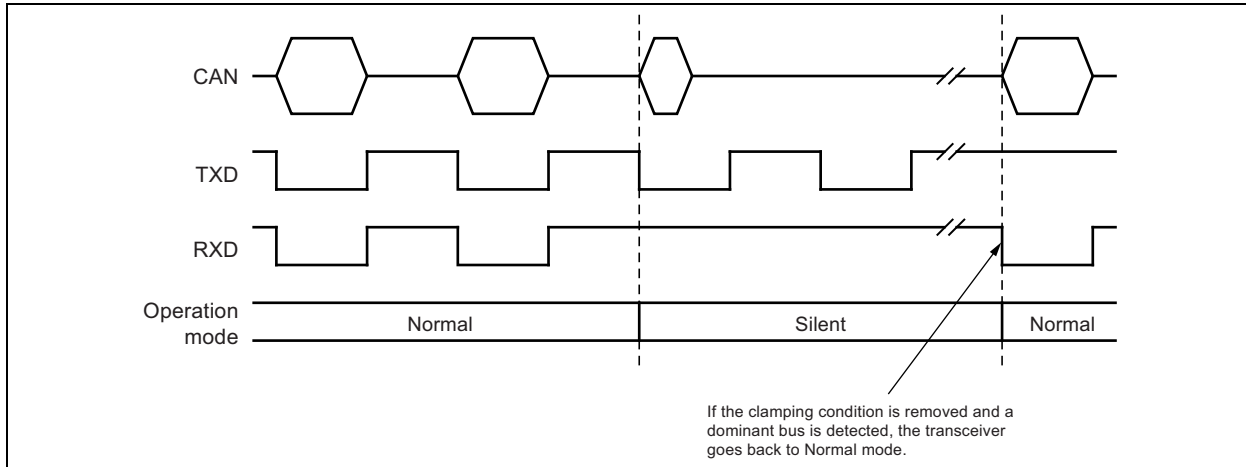 CAN
TXD
RXD
Operation
mode
Normal
Silent
Normal
If the clamping condition is removed and a
dominant bus is detected, the transceiver
goes back to Normal mode.